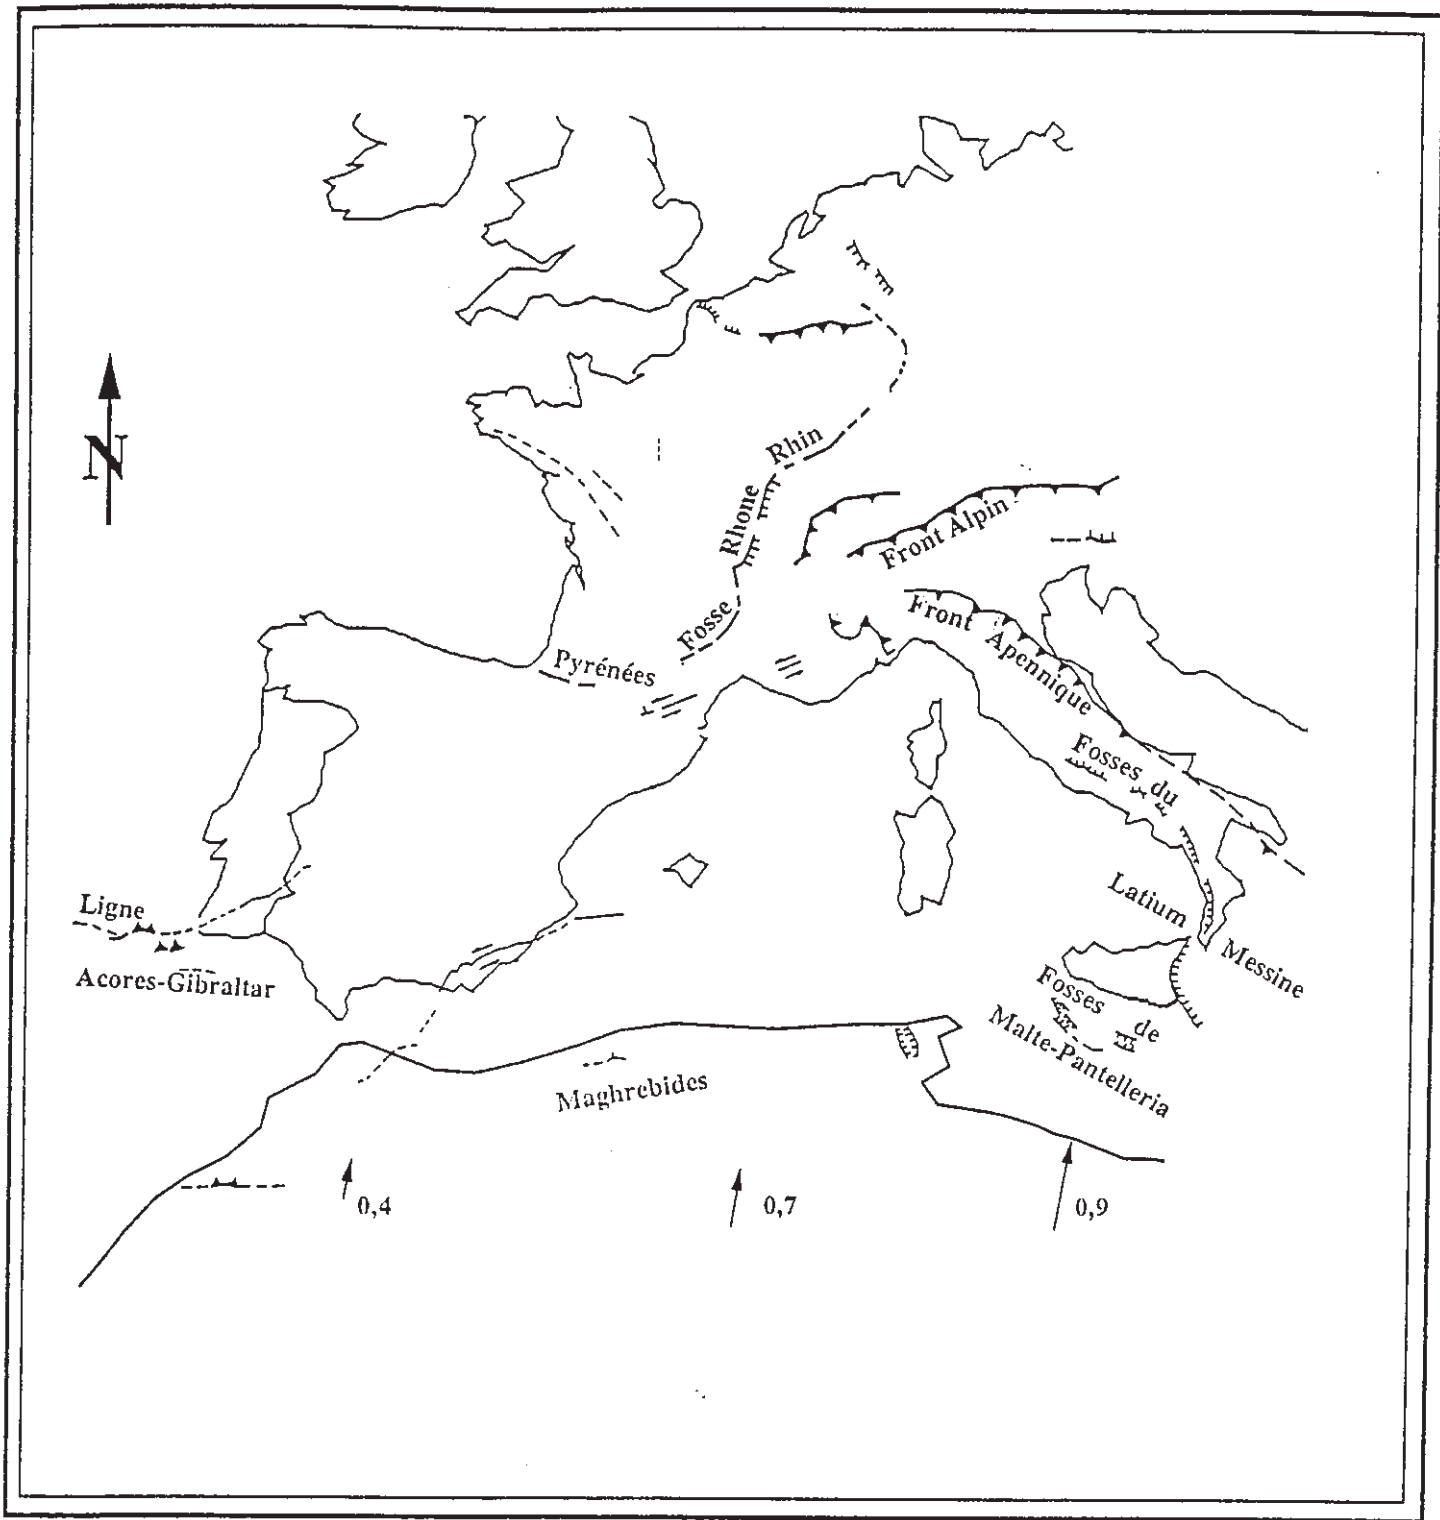 N
Rhin
Rhone
Fosse
Front Alpin
Front Apennique
Pyrénées
Fosses du
Latium
Messine
Ligne
Acores-Gibraltar
Fosses de
Malte-Pantelleria
Maghrebides
0,4
0,7
0,9